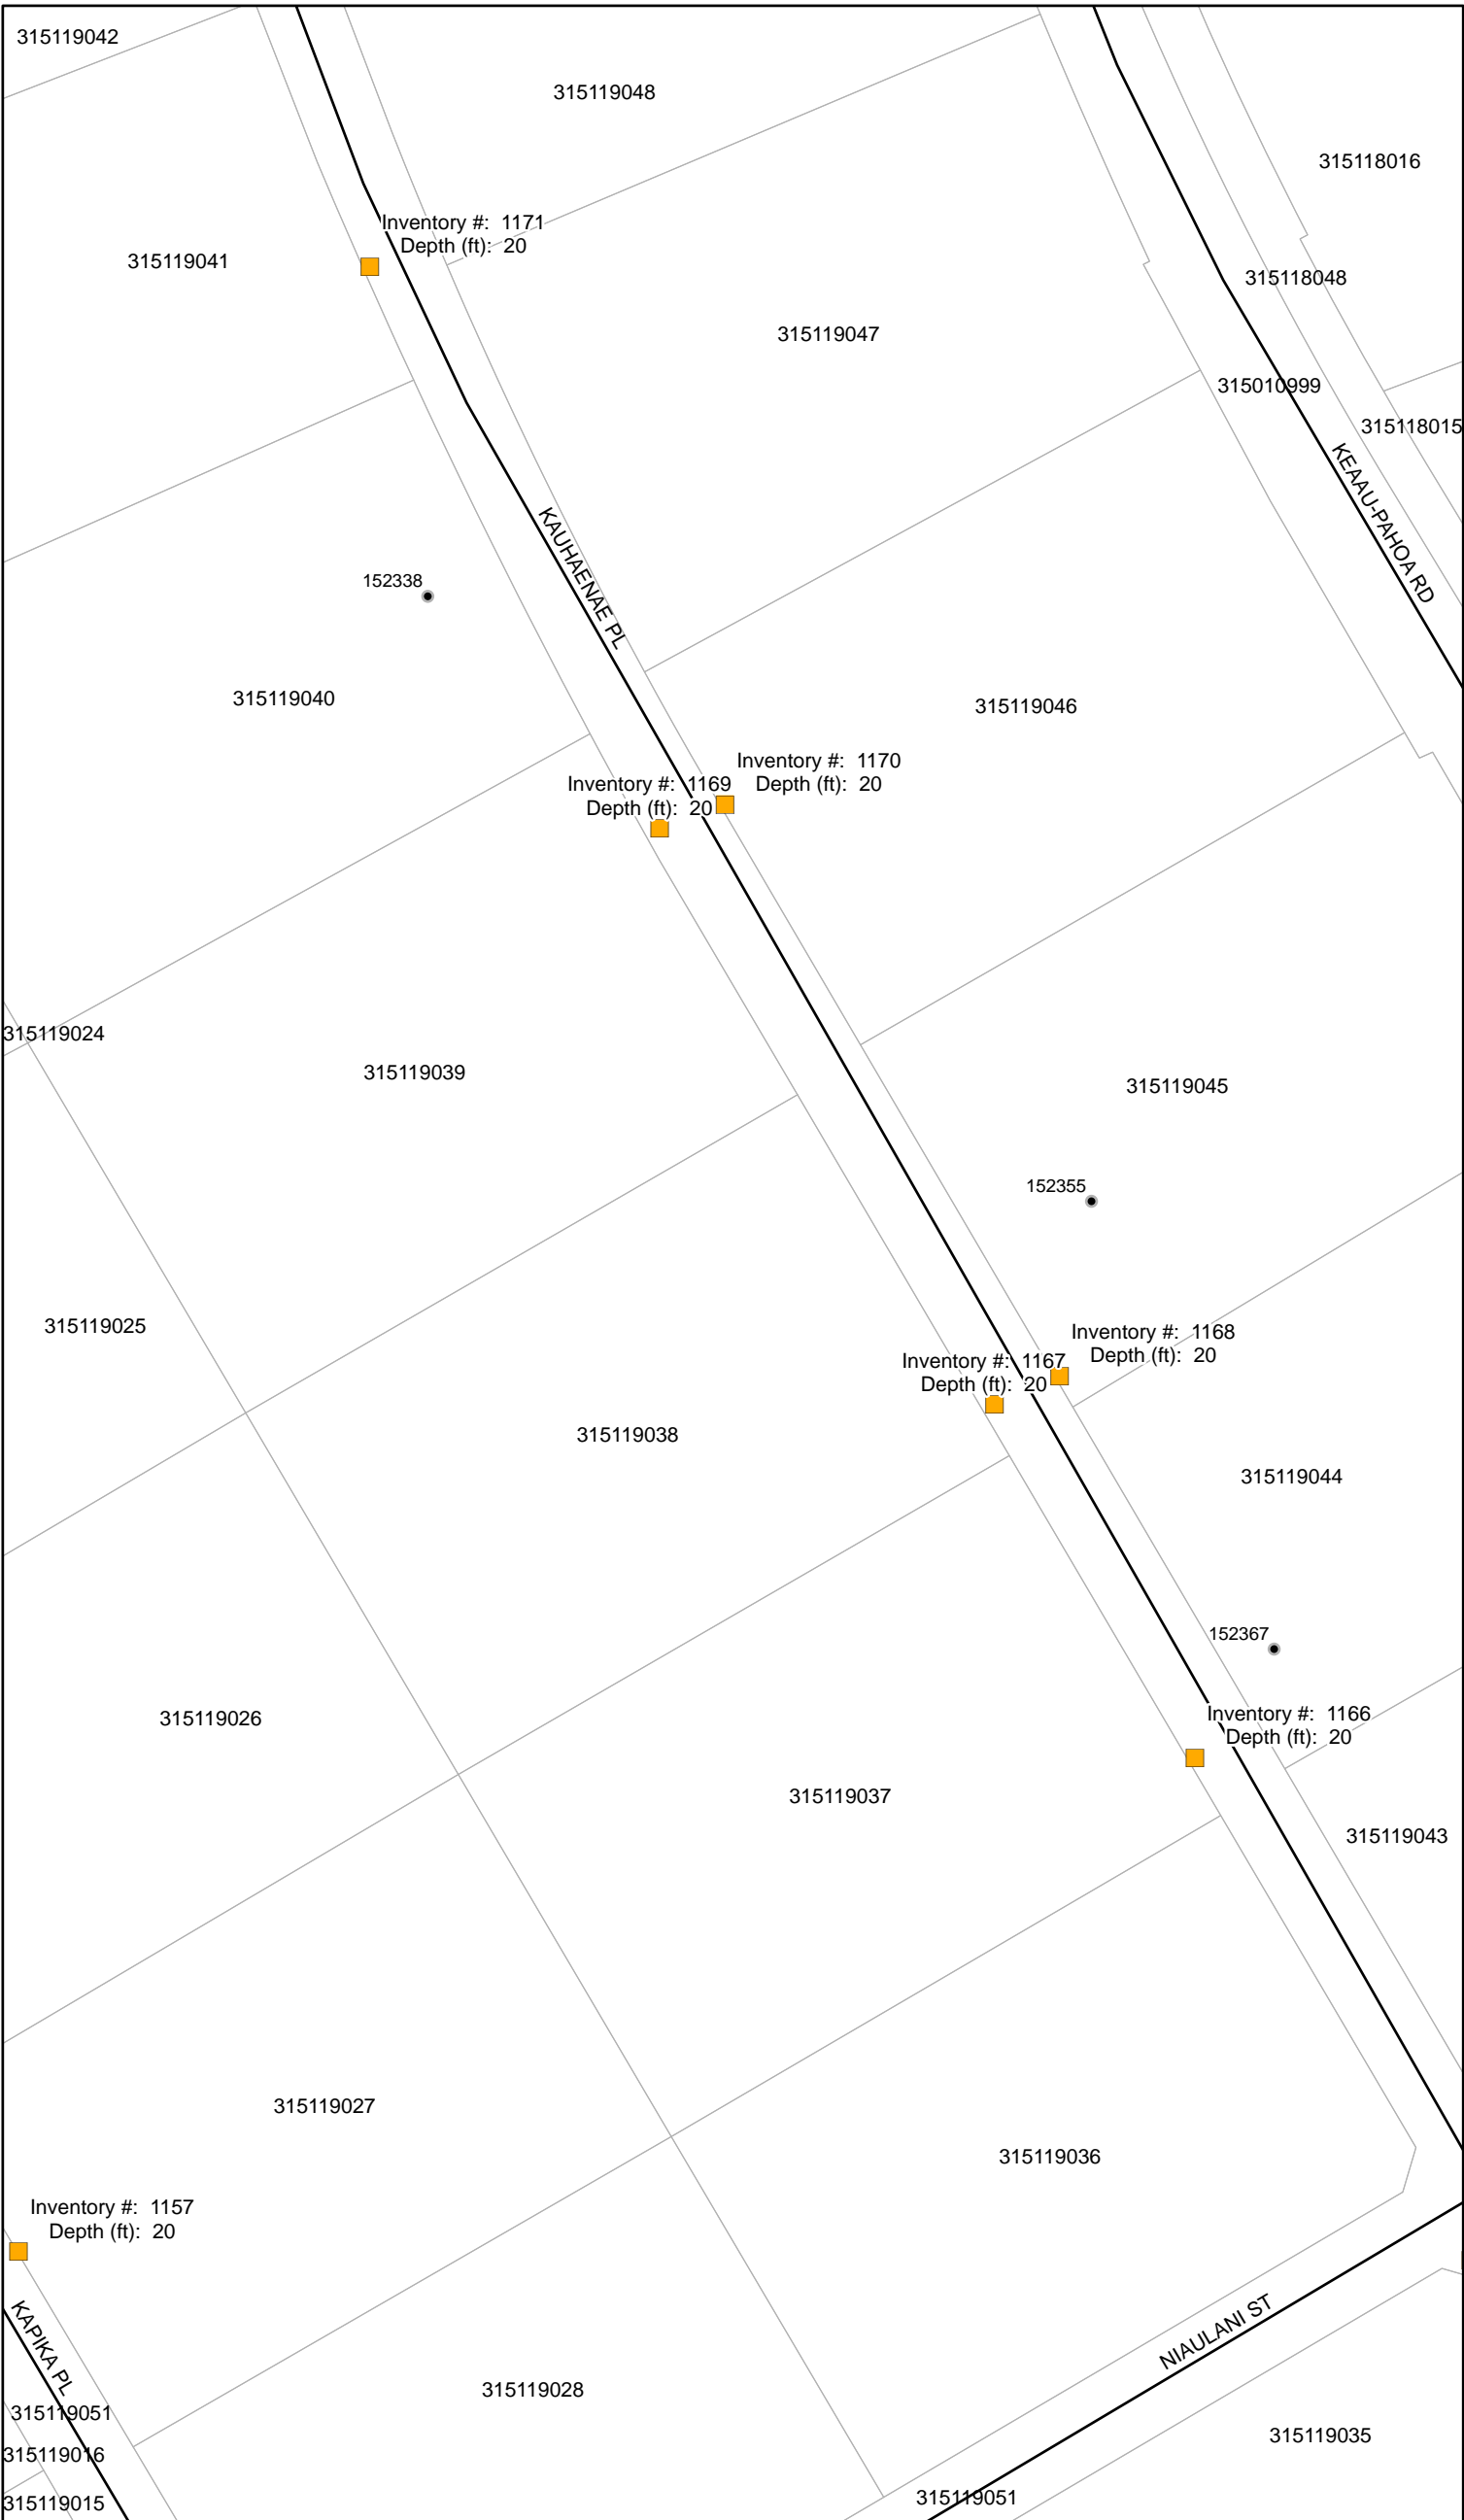 315119042
315119048
315118016
Inventory #: 1171
Depth (ft): 20
315119041
315118048
315119047
315010999
315118015
KEAAU-PAHOA RD
KAUHAENAE PL
152338
315119040
315119046
Inventory #: 1170
Depth (ft): 20
Inventory #: 1169
Depth (ft): 20
315119024
315119039
315119045
152355
315119025
Inventory #: 1168
Depth (ft): 20
Inventory #: 1167
Depth (ft): 20
315119038
315119044
152367
315119026
Inventory #: 1166
Depth (ft): 20
315119037
315119043
315119027
315119036
Inventory #: 1157
Depth (ft): 20
KAPIKA PL
NIAULANI ST
315119028
315119051
315119035
315119016
315119051
315119015